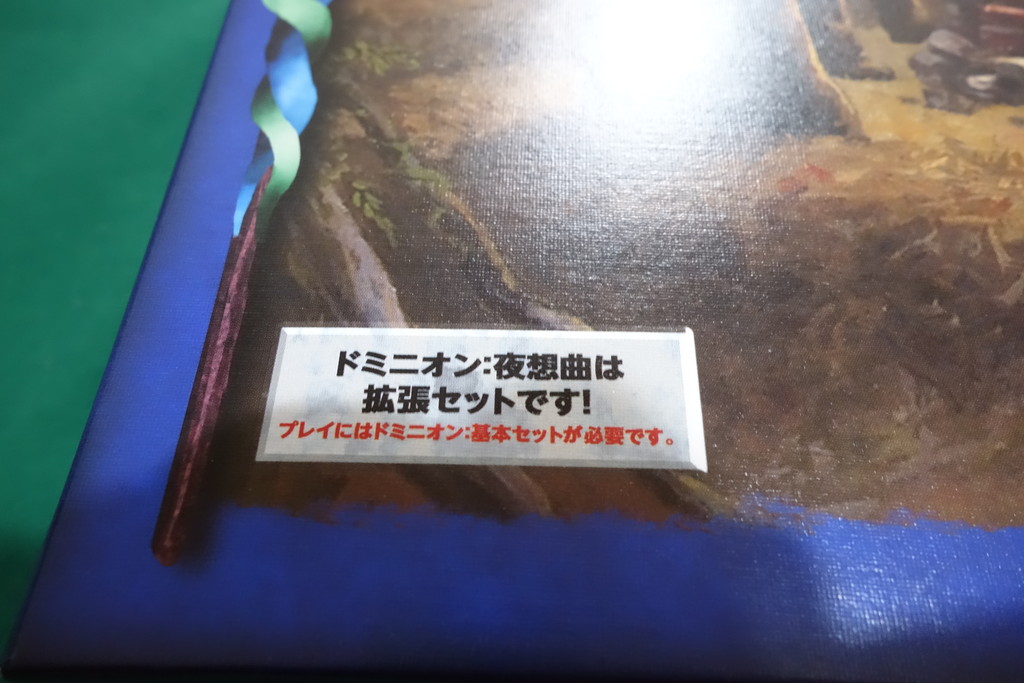 ドミニオン:夜想曲は
拡張セットです!
プレイにはドミニオン:基本セットが必要です。